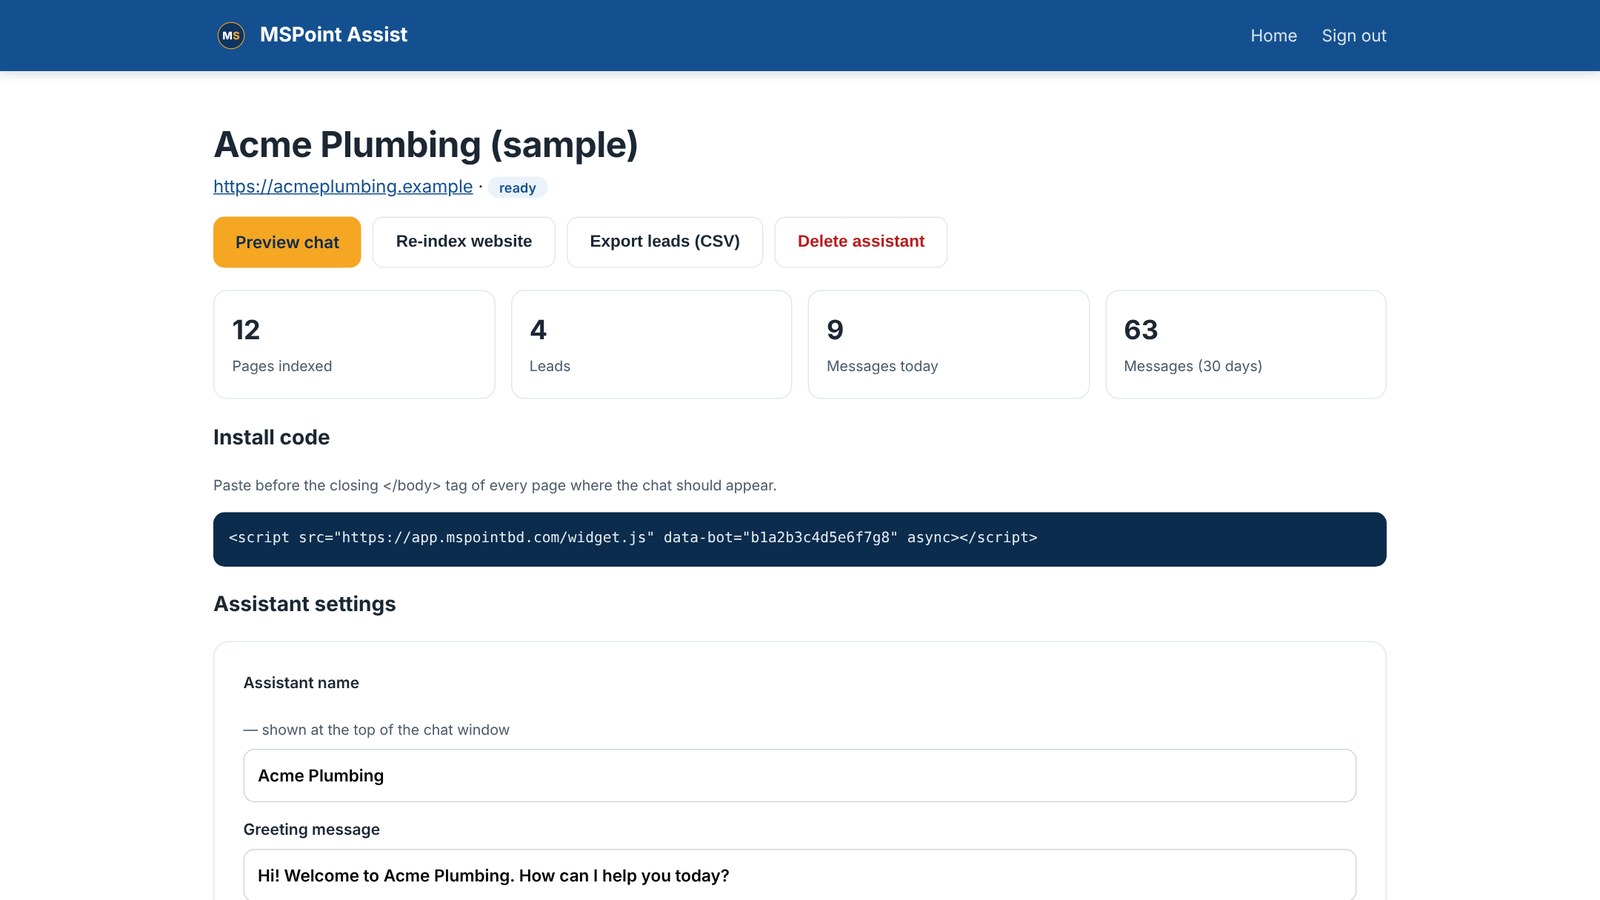 MS MSPoint Assist Home Sign out
Acme Plumbing (sample)
https://acmeplumbing.example · ready
Preview chat Re-index website Export leads (CSV) Delete assistant
12 4 9 63
Pages indexed Leads Messages today Messages (30 days)
Install code
Paste before the closing </body> tag of every page where the chat should appear.
<script src="https://app.mspointbd.com/widget.js" data-bot="b1a2b3c4d5e6f7g8" async></script>
Assistant settings
Assistant name
— shown at the top of the chat window
Acme Plumbing
Greeting message
Hi! Welcome to Acme Plumbing. How can I help you today?